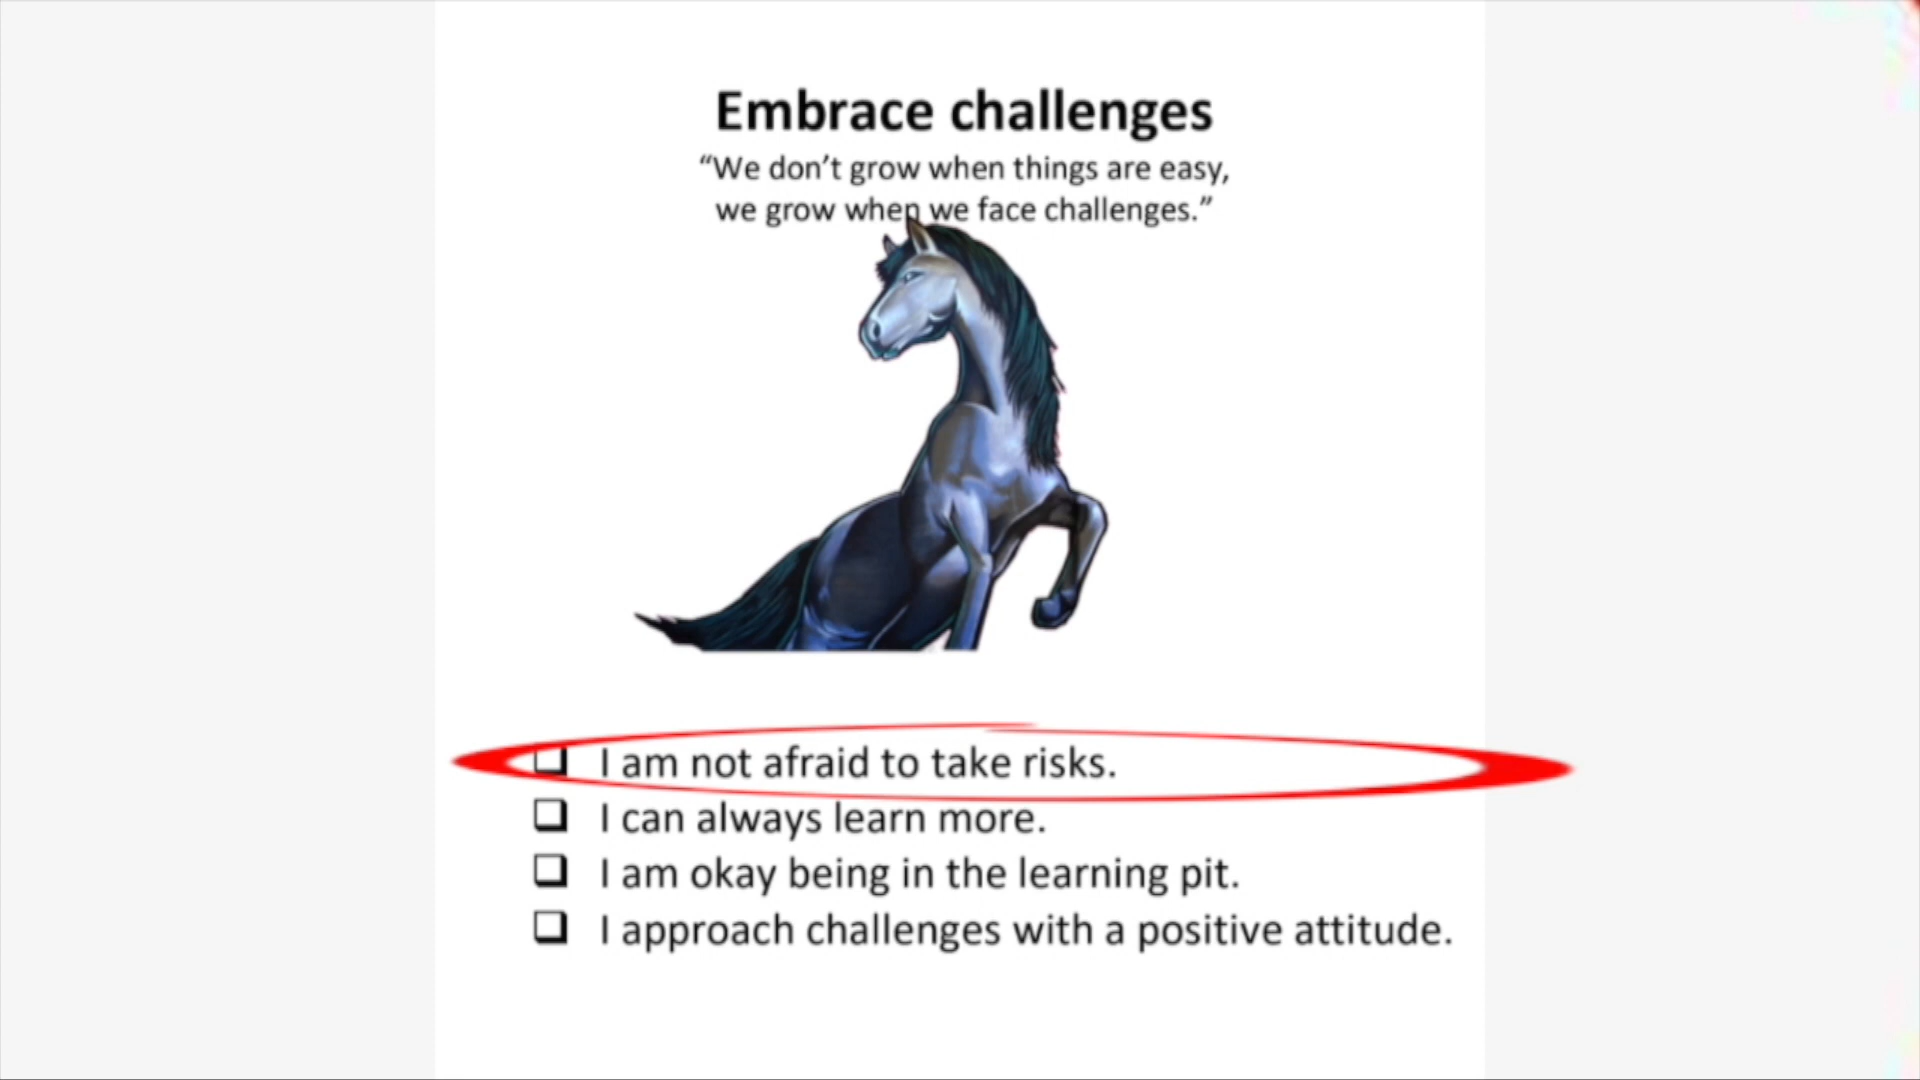 Embrace challenges
“We don’t grow when things are easy,
we grow when we face challenges.”
I am not afraid to take risks.
I can always learn more.
I am okay being in the learning pit.
I approach challenges with a positive attitude.